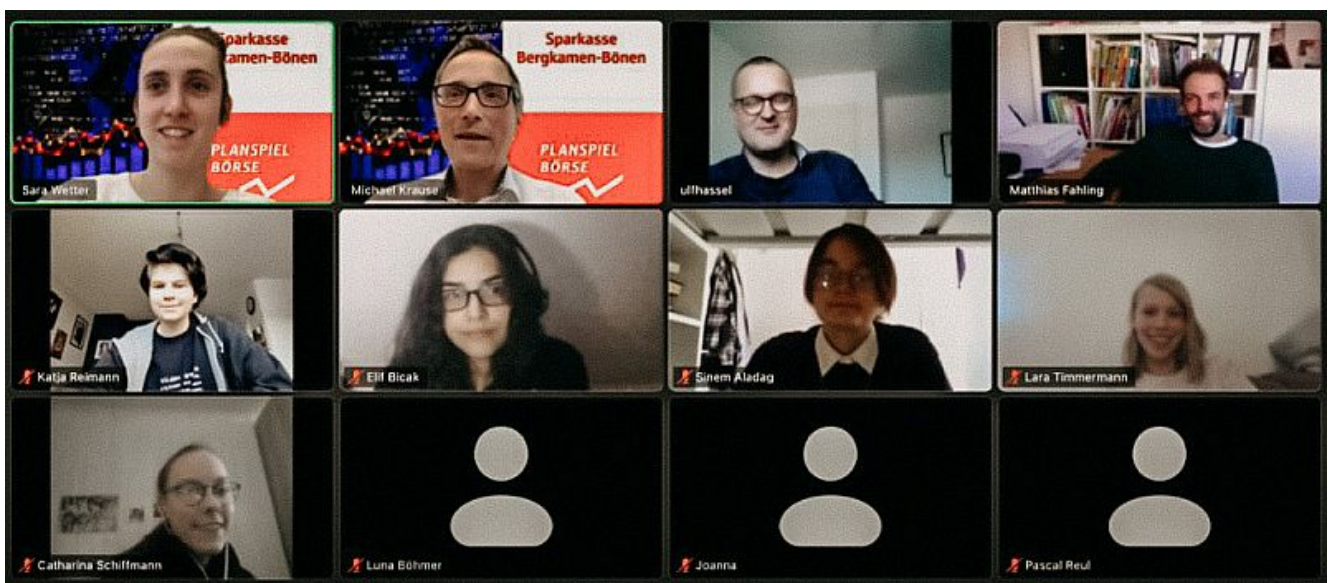 Sparkasse
Bergkamen-Bönen
PLANSPIEL
BÖRSE
Sara Wetter
Sparkasse
Bergkamen-Bönen
PLANSPIEL
BÖRSE
Michael Krause
ulfhassel
Matthias Fahling
Katja Reimann
Elif Bicak
Sinem Aladag
Lara Timmermann
Catharina Schiffmann
Luna Böhmer
Joanna
Pascal Reul